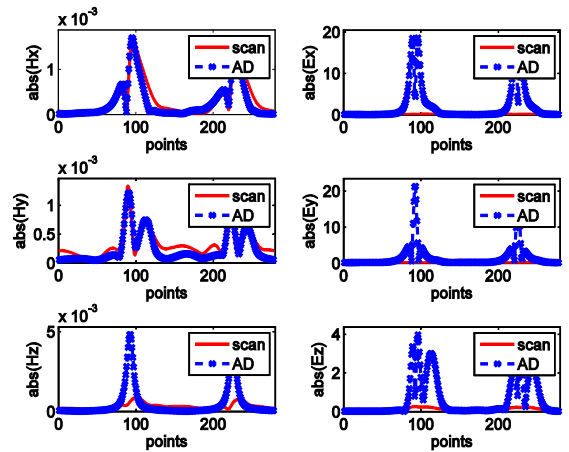 x 10⁻³
abs(Hx)
2
1
0
0 100 200
points
scan
AD
abs(Ex)
20
10
0
0 100 200
points
scan
AD
x 10⁻³
abs(Hy)
1
0.5
0
0 100 200
points
scan
AD
abs(Ey)
20
10
0
0 100 200
points
scan
AD
x 10⁻³
abs(Hz)
5
0
0 100 200
points
scan
AD
abs(Ez)
4
2
0
0 100 200
points
scan
AD